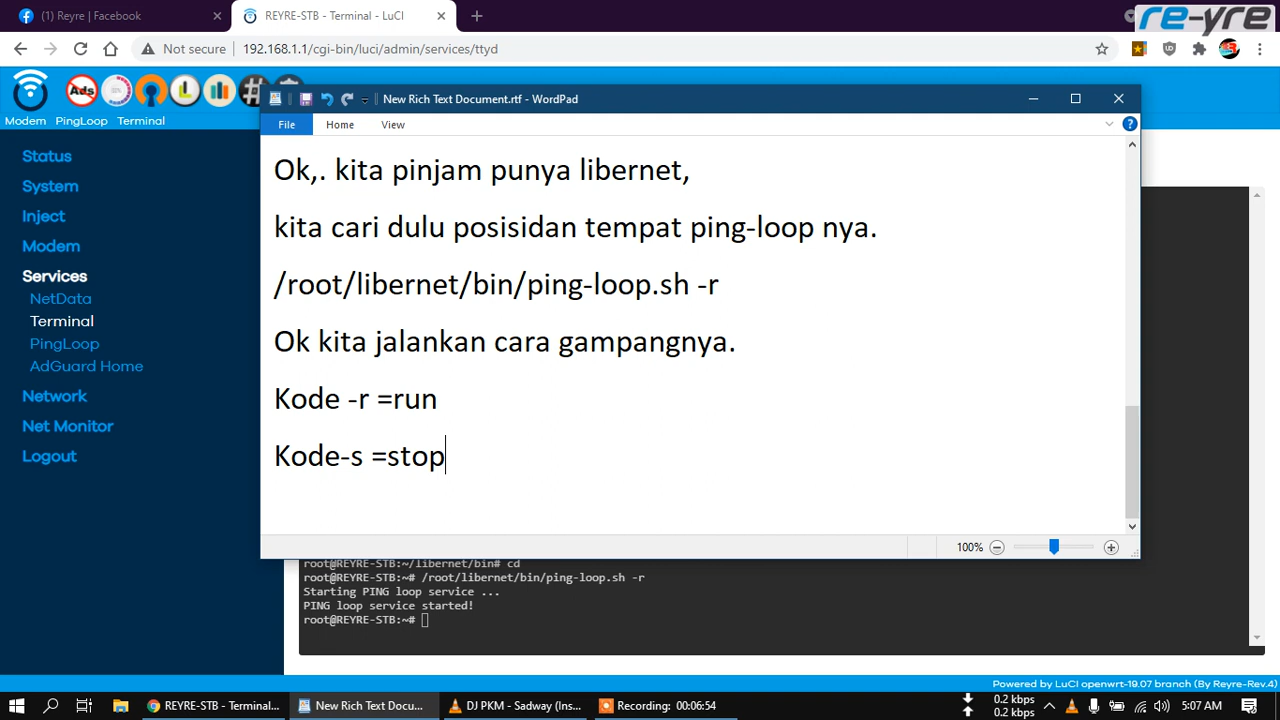 (1) Reyre | Facebook
REYRE-STB - Terminal - LuCI
re-yre
Not secure
192.168.1.1/cgi-bin/luci/admin/services/ttyd
Ads
Modem
PingLoop
Terminal
New Rich Text Document.rtf - WordPad
File
Home
View
Status
System
Inject
Modem
Services
NetData
Terminal
PingLoop
AdGuard Home
Network
Net Monitor
Logout
Ok,. kita pinjam punya libernet,
kita cari dulu posisidan tempat ping-loop nya.
/root/libernet/bin/ping-loop.sh -r
Ok kita jalankan cara gampangnya.
Kode -r =run
Kode-s =stop
100%
root@REYRE-STB:~/libernet/bin# cd
root@REYRE-STB:~# /root/libernet/bin/ping-loop.sh -r
Starting PING loop service ...
PING loop service started!
root@REYRE-STB:~#
Powered by LuCI openwrt-19.07 branch (By Reyre-Rev.4)
REYRE-STB - Terminal...
New Rich Text Docu...
DJ PKM - Sadway (Ins...
Recording: 00:06:54
0.2 kbps
0.2 kbps
5:07 AM